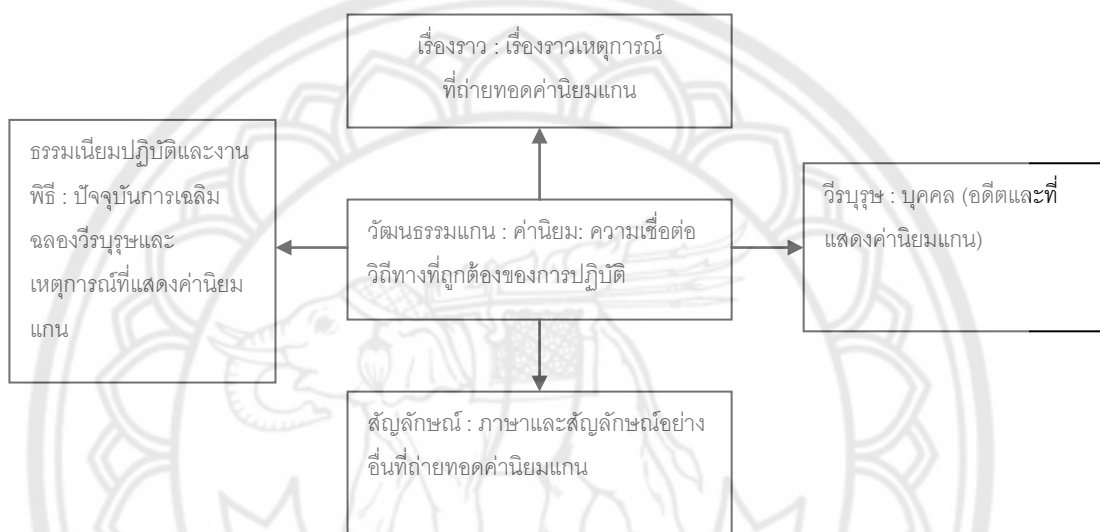 เรื่องราว : เรื่องราวเหตุการณ์
ที่ถ่ายทอดค่านิยมแกน
ธรรมเนียมปฏิบัติและงาน
พิธี : ปัจจุบันการเฉลิม
ฉลองวีรบุรุษและ
เหตุการณ์ที่แสดงค่านิยม
แกน
วัฒนธรรมแกน : ค่านิยม: ความเชื่อต่อ
วิถีทางที่ถูกต้องของการปฏิบัติ
วีรบุรุษ : บุคคล (อดีตและที่
แสดงค่านิยมแกน)
สัญลักษณ์ : ภาษาและสัญลักษณ์อย่าง
อื่นที่ถ่ายทอดค่านิยมแกน